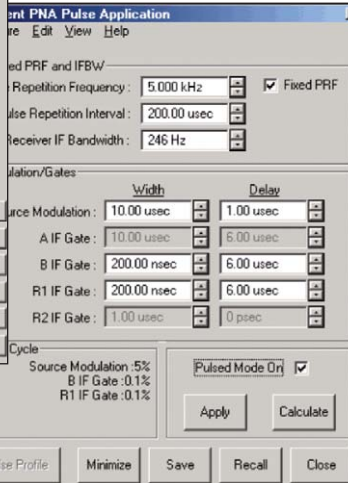 ent PNA Pulse Application
re Edit View Help
ed PRF and IFBW
Repetition Frequency : 5.000 kHz Fixed PRF
ulse Repetition Interval : 200.00 usec
Receiver IF Bandwidth : 246 Hz
ulation/Gates
Width Delay
urce Modulation : 10.00 usec 1.00 usec
A IF Gate : 10.00 usec 6.00 usec
B IF Gate : 200.00 nsec 6.00 usec
R1 IF Gate : 200.00 nsec 6.00 usec
R2 IF Gate : 1.00 usec 0 psec
Cycle
Source Modulation :5%
B IF Gate :0.1%
R1 IF Gate :0.1%
Pulsed Mode On
Apply Calculate
se Profile Minimize Save Recall Close